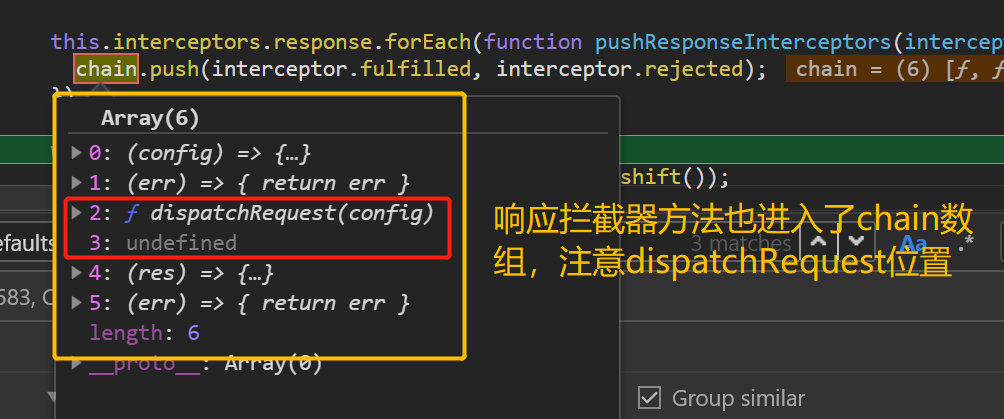 this.interceptors.response.forEach(function pushResponseInterceptors(intercep
chain.push(interceptor.fulfilled, interceptor.rejected); chain = (6) [ƒ, ƒ
})
Array(6)
0: (config) => {…}
1: (err) => { return err }
2: ƒ dispatchRequest(config)
shift());
3: undefined
响应拦截器方法也进入了chain数
组，注意dispatchRequest位置
efaults
3 matches
Aa
.*
4: (res) => {…}
5: (err) => { return err }
583, C
length: 6
__proto__: Array(0)
Group similar